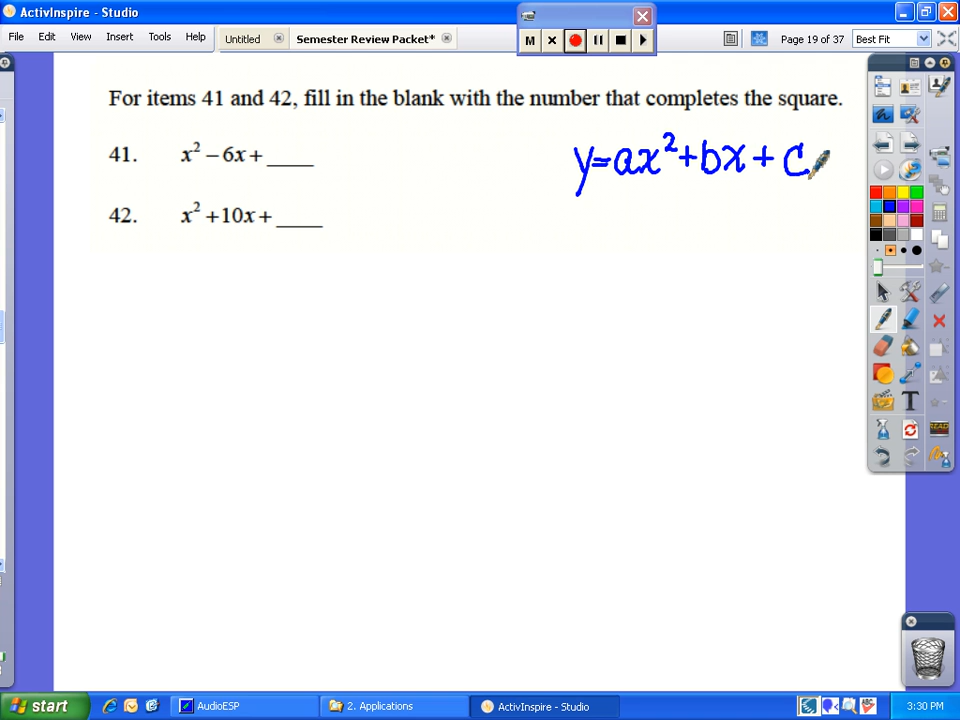 ActivInspire - Studio
File Edit View Insert Tools Help
Untitled
Semester Review Packet*
M
Page 19 of 37
Best Fit
For items 41 and 42, fill in the blank with the number that completes the square.
41. x² − 6x + ____
y=ax²+bx+c
42. x² +10x + ____
T
start
AudioESP
2. Applications
ActivInspire - Studio
3:30 PM